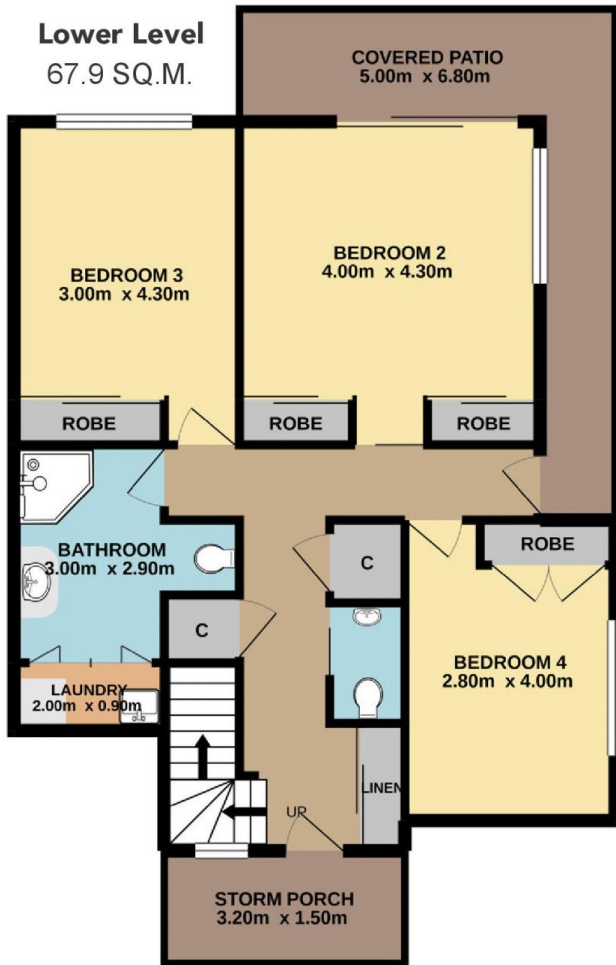 Lower Level
67.9 SQ.M.
COVERED PATIO
5.00m x 6.80m
BEDROOM 3
3.00m x 4.30m
BEDROOM 2
4.00m x 4.30m
ROBE
ROBE
ROBE
BATHROOM
3.00m x 2.90m
C
ROBE
C
BEDROOM 4
2.80m x 4.00m
LAUNDRY
2.00m x 0.90m
LINEN
UP
STORM PORCH
3.20m x 1.50m